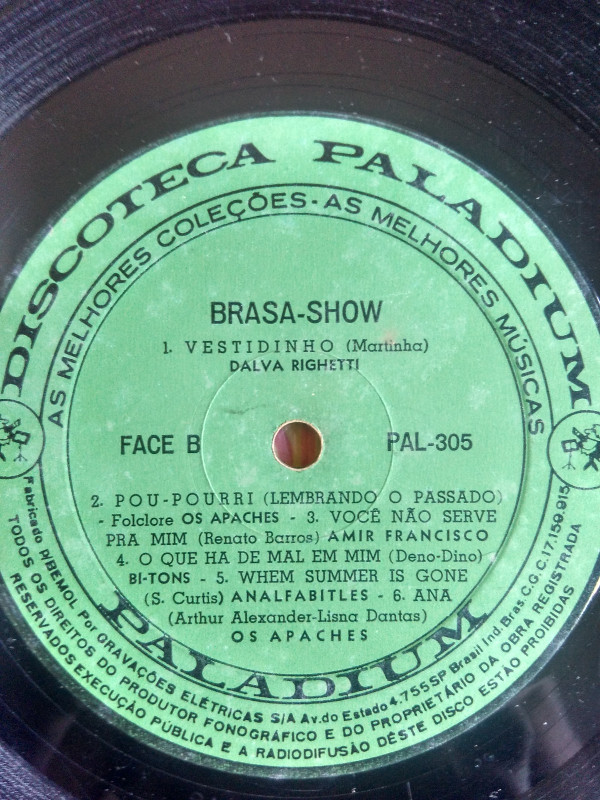 DISCOTECA PALADIUM
AS MELHORES COLEÇÕES - AS MELHORES MÚSICAS
BRASA-SHOW
1. VESTIDINHO (Martinha)
DALVA RIGHETTI
FACE B
PAL-305
2. POU-POURRI (LEMBRANDO O PASSADO)
- Folclore OS APACHES - 3. VOCÊ NÃO SERVE
PRA MIM (Renato Barros) AMIR FRANCISCO
4. O QUE HA DE MAL EM MIM (Deno-Dino)
BI-TONS - 5. WHEM SUMMER IS GONE
(S. Curtis) ANALFABITLES - 6. ANA
(Arthur Alexander-Lisna Dantas)
OS APACHES
PALADIUM
Fabricado p/BEMOL Por GRAVAÇÕES ELÉTRICAS S/A Av. do Estado 4.755 SP Brasil Ind. Bras. C.G.C. 17.159.915
TODOS OS DIREITOS DO PRODUTOR FONOGRÁFICO E DO PROPRIETÁRIO DA OBRA REGISTRADA
RESERVADOS EXECUÇÃO PÚBLICA E A RADIODIFUSÃO DÊSTE DISCO ESTÃO PROIBIDAS